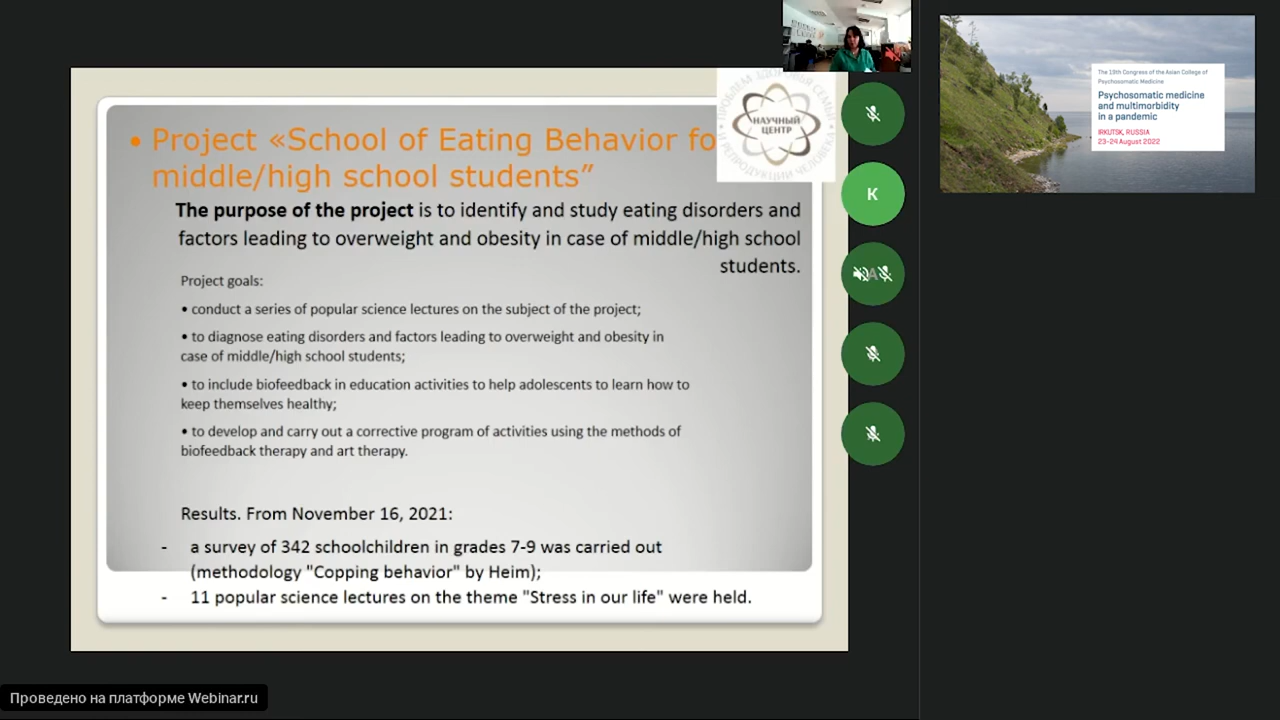 • Project «School of Eating Behavior fo
middle/high school students”
The purpose of the project is to identify and study eating disorders and
factors leading to overweight and obesity in case of middle/high school
students.
Project goals:
• conduct a series of popular science lectures on the subject of the project;
• to diagnose eating disorders and factors leading to overweight and obesity in
case of middle/high school students;
• to include biofeedback in education activities to help adolescents to learn how to
keep themselves healthy;
• to develop and carry out a corrective program of activities using the methods of
biofeedback therapy and art therapy.
Results. From November 16, 2021:
- a survey of 342 schoolchildren in grades 7-9 was carried out
(methodology "Copping behavior" by Heim);
- 11 popular science lectures on the theme "Stress in our life" were held.
НАУЧНЫЙ
ЦЕНТР
ПРОБЛЕМ ЗДОРОВЬЯ СЕМЬИ
И РЕПРОДУКЦИИ ЧЕЛОВЕКА
K
A
The 19th Congress of the Asian College of
Psychosomatic Medicine
Psychosomatic medicine
and multimorbidity
in a pandemic
IRKUTSK, RUSSIA
23-24 August 2022
Проведено на платформе Webinar.ru